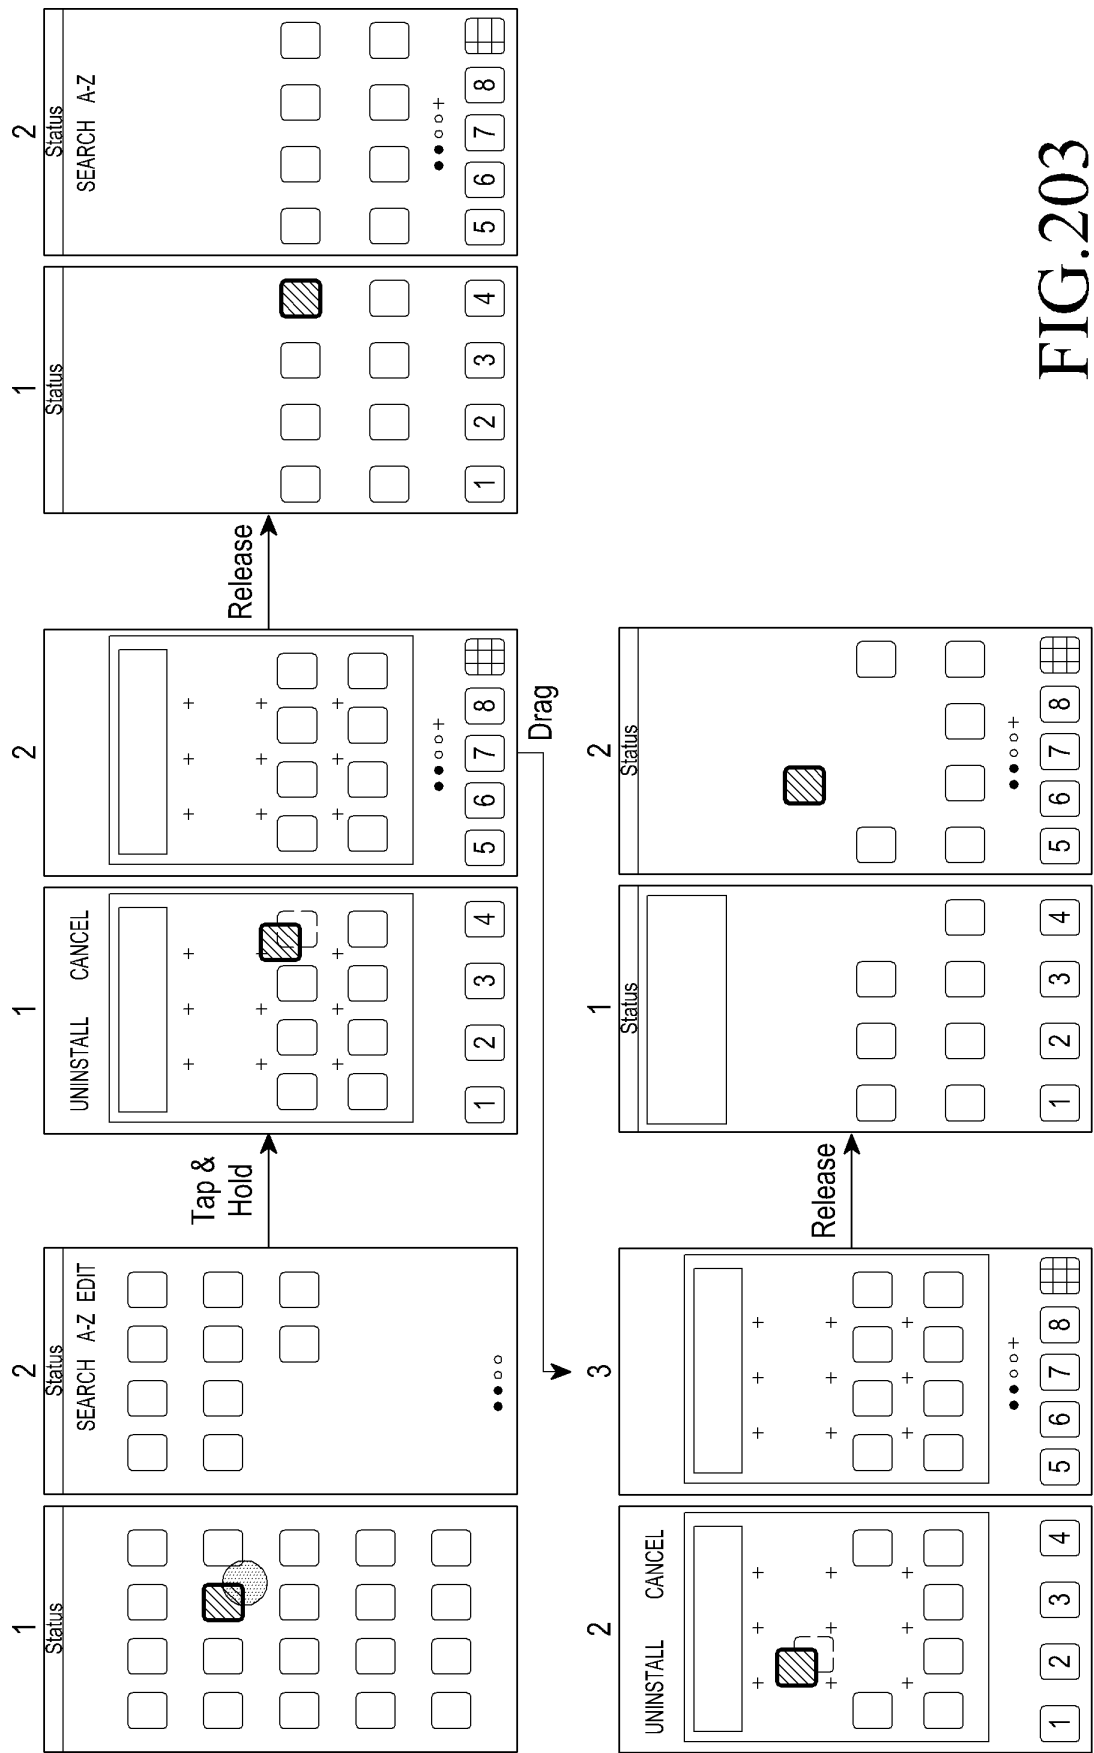 1
2
Status
Status
SEARCH A-Z EDIT
Tap &
Hold
1
2
UNINSTALL CANCEL
1 2 3 4
5 6 7 8
Release
1
2
Status
Status
SEARCH A-Z
1 2 3 4
5 6 7 8
Drag
2
3
UNINSTALL CANCEL
1 2 3 4
5 6 7 8
Release
1
2
Status
Status
1 2 3 4
5 6 7 8
FIG.203